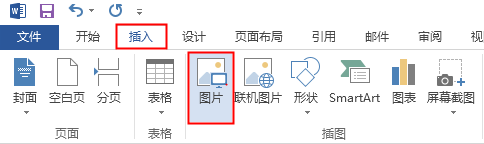 文件 开始 插入 设计 页面布局 引用 邮件 审阅
封面 空白页 分页 表格 图片 联机图片 形状 SmartArt 图表 屏幕截图
页面 表格 插图